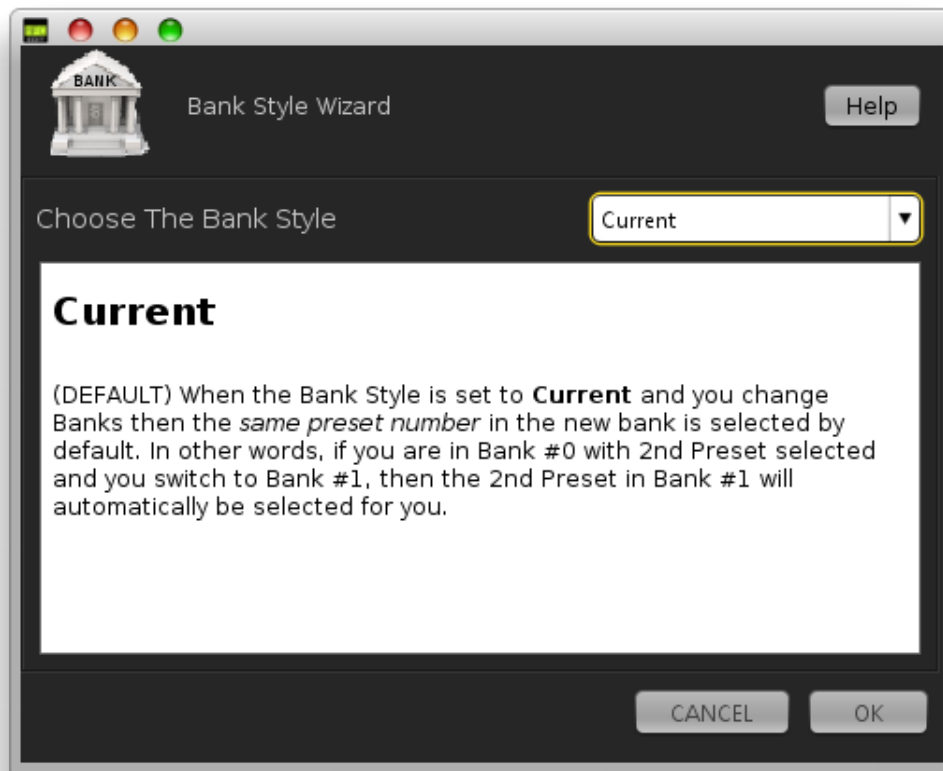 BANK
Bank Style Wizard
Help
Choose The Bank Style
Current
Current
(DEFAULT) When the Bank Style is set to Current and you change
Banks then the same preset number in the new bank is selected by
default. In other words, if you are in Bank #0 with 2nd Preset selected
and you switch to Bank #1, then the 2nd Preset in Bank #1 will
automatically be selected for you.
CANCEL
OK